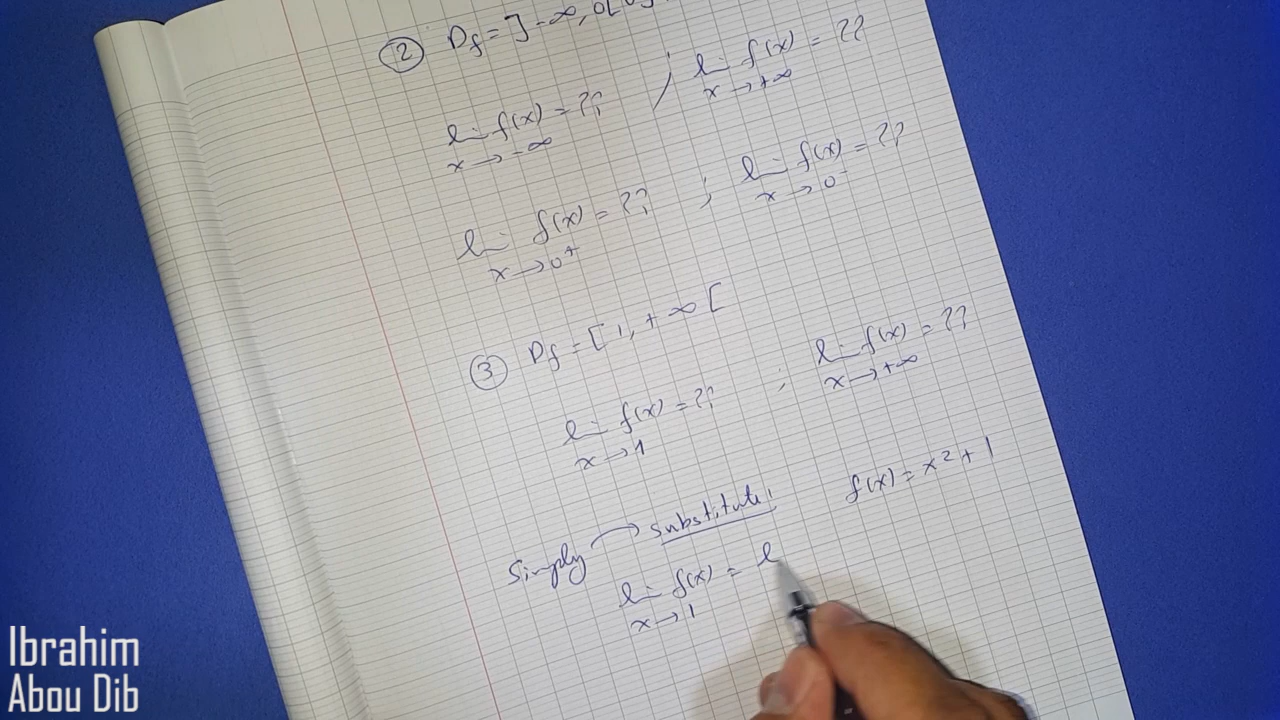 ② Df = ]-∞, 0[ U ]
lim f(x) = ?? ; lim f(x) = ??
x → -∞ x → +∞
lim f(x) = ?? ; lim f(x) = ??
x → 0⁺ x → 0⁻
③ Df = [1, +∞[
lim f(x) = ?? ; lim f(x) = ??
x → 1 x → +∞
Simply → substitute: f(x) = x² + 1
lim f(x) = l
x → 1
Ibrahim
Abou Dib